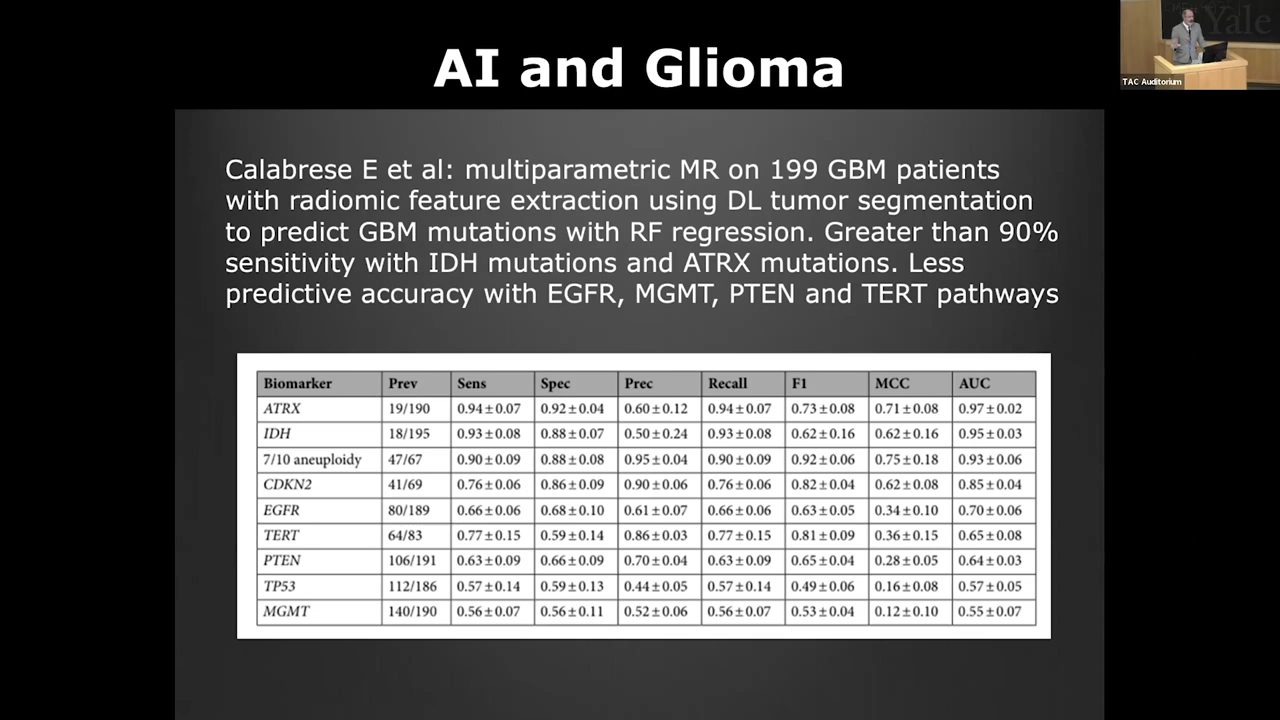 AI and Glioma
Yale
TAC Auditorium
Calabrese E et al: multiparametric MR on 199 GBM patients
with radiomic feature extraction using DL tumor segmentation
to predict GBM mutations with RF regression. Greater than 90%
sensitivity with IDH mutations and ATRX mutations. Less
predictive accuracy with EGFR, MGMT, PTEN and TERT pathways
Biomarker Prev Sens Spec Prec Recall F1 MCC AUC
ATRX 19/190 0.94±0.07 0.92±0.04 0.60±0.12 0.94±0.07 0.73±0.08 0.71±0.08 0.97±0.02
IDH 18/195 0.93±0.08 0.88±0.07 0.50±0.24 0.93±0.08 0.62±0.16 0.62±0.16 0.95±0.03
7/10 aneuploidy 47/67 0.90±0.09 0.88±0.08 0.95±0.04 0.90±0.09 0.92±0.06 0.75±0.18 0.93±0.06
CDKN2 41/69 0.76±0.06 0.86±0.09 0.90±0.06 0.76±0.06 0.82±0.04 0.62±0.08 0.85±0.04
EGFR 80/189 0.66±0.06 0.68±0.10 0.61±0.07 0.66±0.06 0.63±0.05 0.34±0.10 0.70±0.06
TERT 64/83 0.77±0.15 0.59±0.14 0.86±0.03 0.77±0.15 0.81±0.09 0.36±0.15 0.65±0.08
PTEN 106/191 0.63±0.09 0.66±0.09 0.70±0.04 0.63±0.09 0.65±0.04 0.28±0.05 0.64±0.03
TP53 112/186 0.57±0.14 0.59±0.13 0.44±0.05 0.57±0.14 0.49±0.06 0.16±0.08 0.57±0.05
MGMT 140/190 0.56±0.07 0.56±0.11 0.52±0.06 0.56±0.07 0.53±0.04 0.12±0.10 0.55±0.07